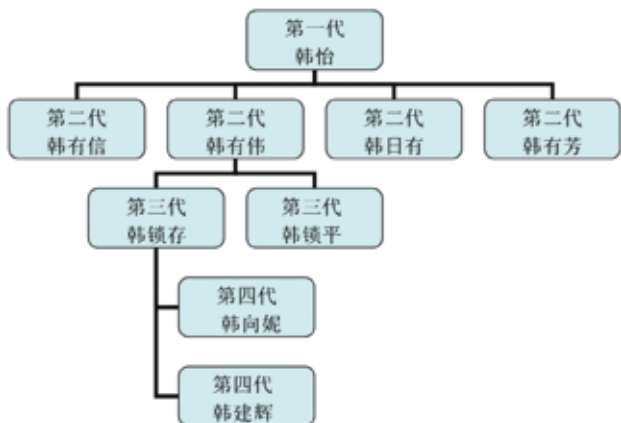 第一代
韩怡
第二代
韩有信
第二代
韩有伟
第二代
韩日有
第二代
韩有芳
第三代
韩锁存
第三代
韩锁平
第四代
韩向妮
第四代
韩建辉